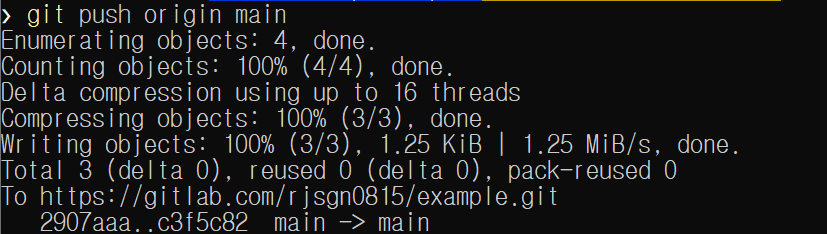 ❯ git push origin main
Enumerating objects: 4, done.
Counting objects: 100% (4/4), done.
Delta compression using up to 16 threads
Compressing objects: 100% (3/3), done.
Writing objects: 100% (3/3), 1.25 KiB | 1.25 MiB/s, done.
Total 3 (delta 0), reused 0 (delta 0), pack-reused 0
To https://gitlab.com/rjsgn0815/example.git
   2907aaa..c3f5c82  main -> main